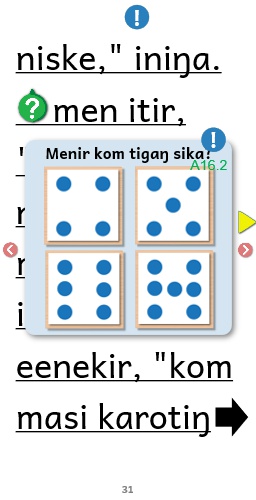 niske," iniŋa.
men itir,
Menir kom tigaŋ sika?
A16.2
eenekir, "kom
masi karotiŋ
31